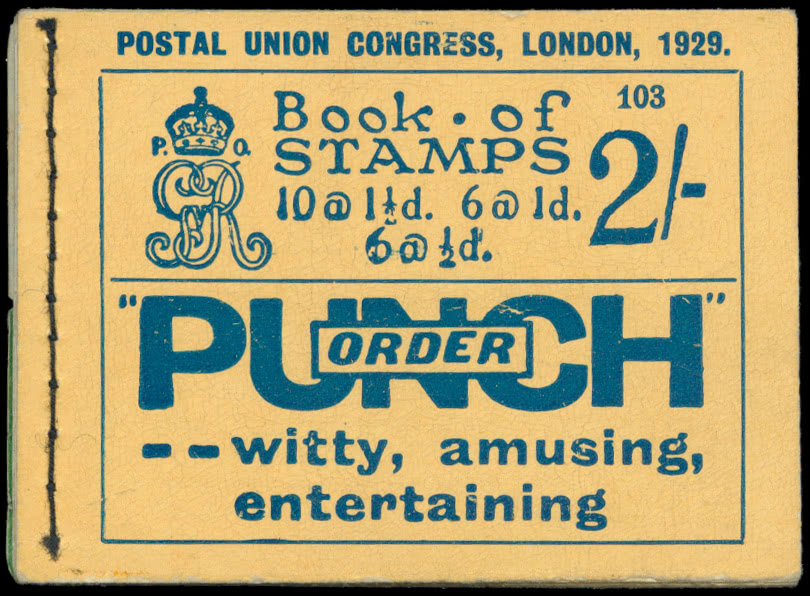 POSTAL UNION CONGRESS, LONDON, 1929.
103
P. O.
GR
Book · of
STAMPS
2/-
10 @ 1½d. 6 @ 1d.
6 @ ½d.
"PUNCH"
ORDER
-- witty, amusing,
entertaining